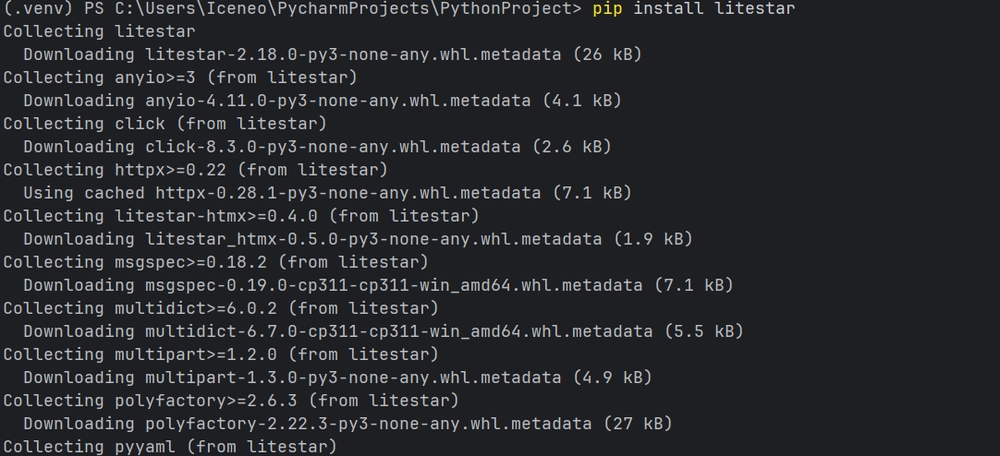 (.venv) PS C:\Users\Iceneo\PycharmProjects\PythonProject> pip install litestar
Collecting litestar
  Downloading litestar-2.18.0-py3-none-any.whl.metadata (26 kB)
Collecting anyio>=3 (from litestar)
  Downloading anyio-4.11.0-py3-none-any.whl.metadata (4.1 kB)
Collecting click (from litestar)
  Downloading click-8.3.0-py3-none-any.whl.metadata (2.6 kB)
Collecting httpx>=0.22 (from litestar)
  Using cached httpx-0.28.1-py3-none-any.whl.metadata (7.1 kB)
Collecting litestar-htmx>=0.4.0 (from litestar)
  Downloading litestar_htmx-0.5.0-py3-none-any.whl.metadata (1.9 kB)
Collecting msgspec>=0.18.2 (from litestar)
  Downloading msgspec-0.19.0-cp311-cp311-win_amd64.whl.metadata (7.1 kB)
Collecting multidict>=6.0.2 (from litestar)
  Downloading multidict-6.7.0-cp311-cp311-win_amd64.whl.metadata (5.5 kB)
Collecting multipart>=1.2.0 (from litestar)
  Downloading multipart-1.3.0-py3-none-any.whl.metadata (4.9 kB)
Collecting polyfactory>=2.6.3 (from litestar)
  Downloading polyfactory-2.22.3-py3-none-any.whl.metadata (27 kB)
Collecting pyyaml (from litestar)